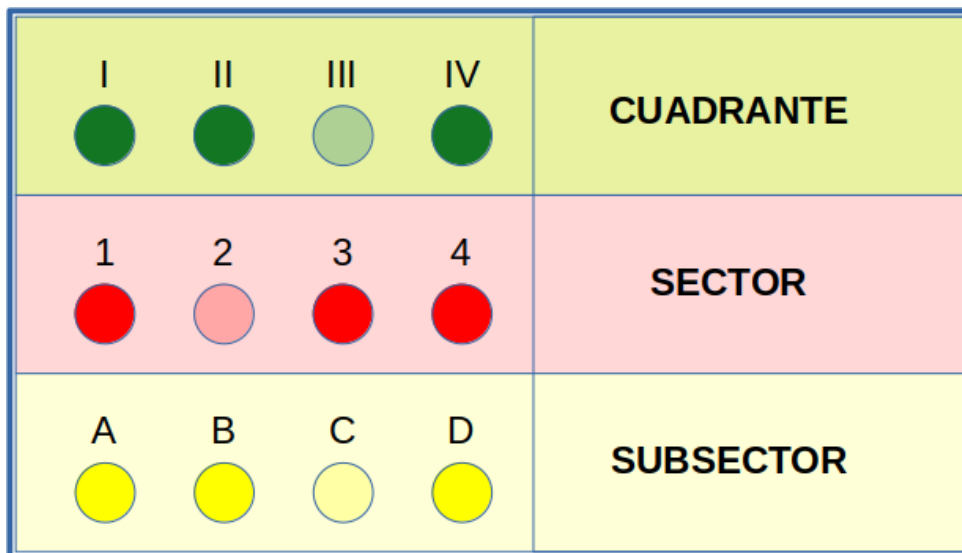 I II III IV
CUADRANTE
1 2 3 4
SECTOR
A B C D
SUBSECTOR